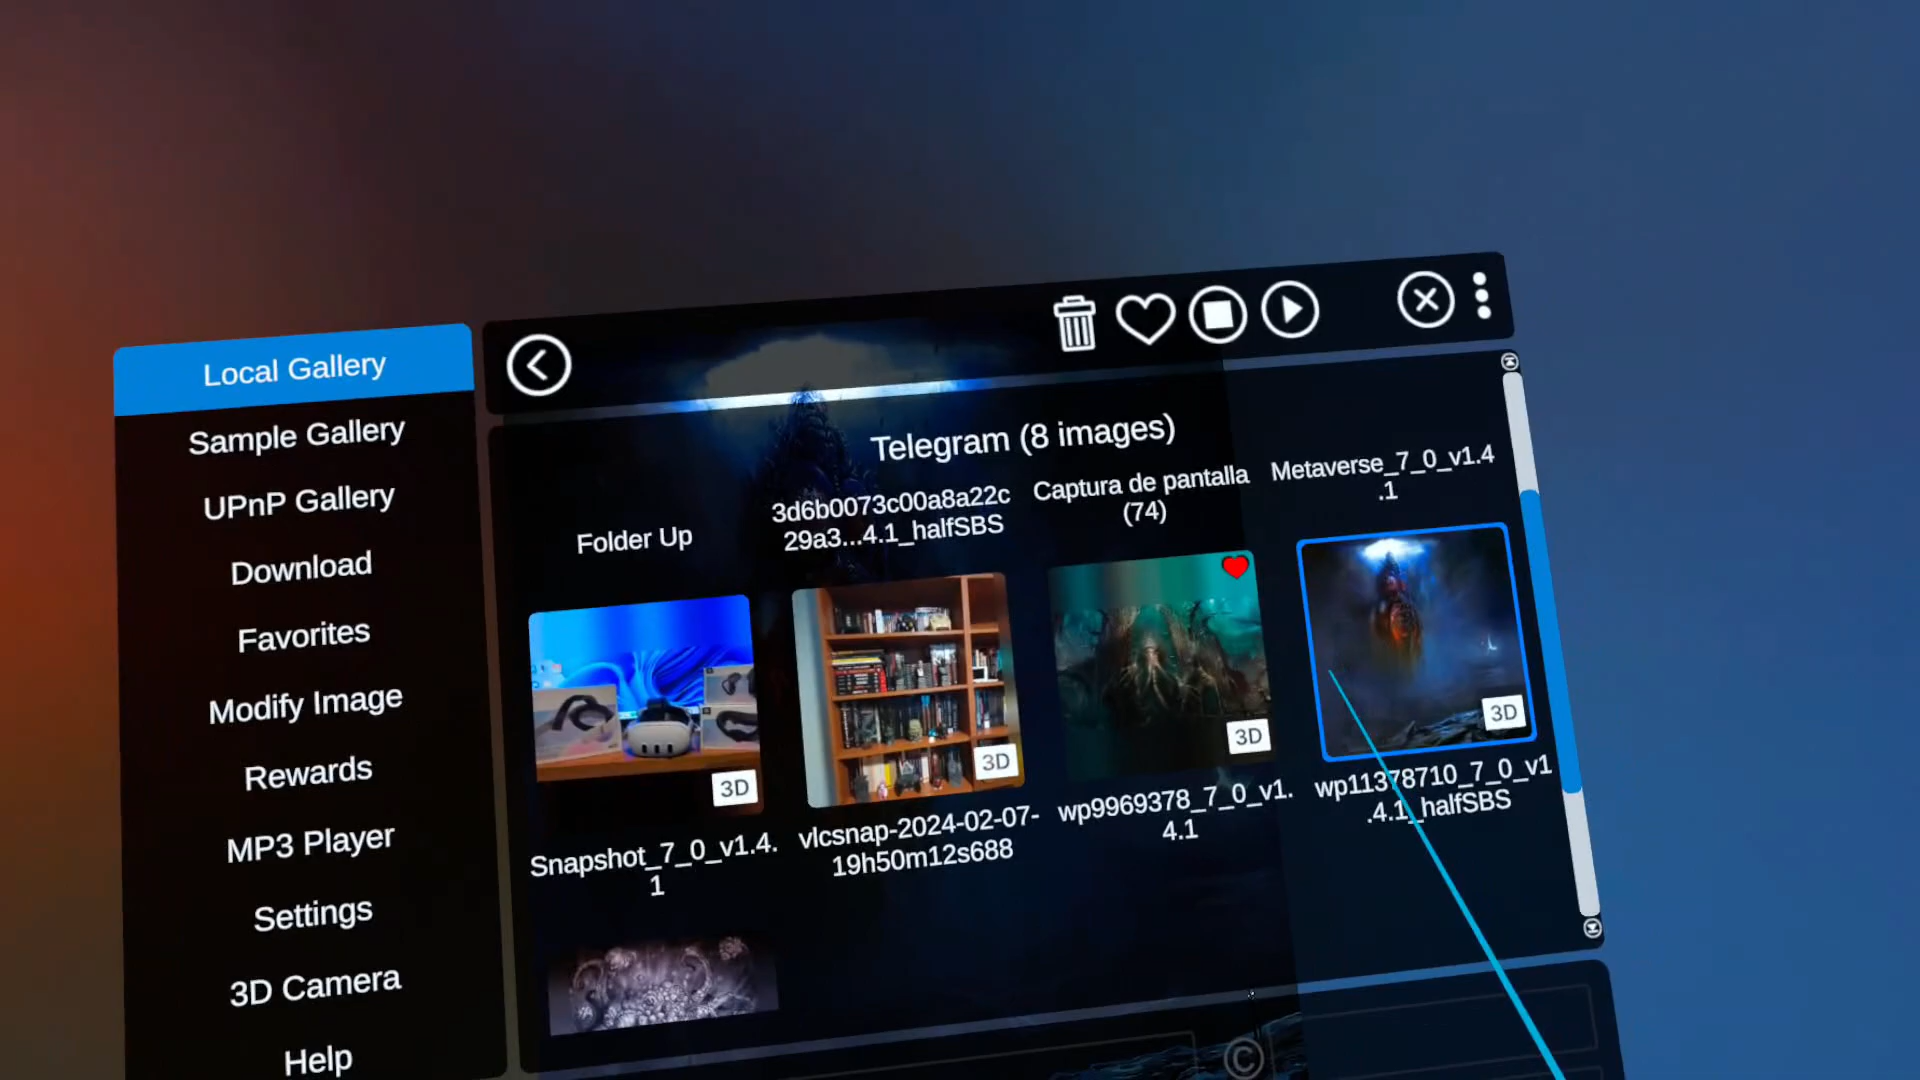 Local Gallery
Sample Gallery
UPnP Gallery
Download
Favorites
Modify Image
Rewards
MP3 Player
Settings
3D Camera
Help
Telegram (8 images)
Folder Up
3d6b0073c00a8a22c
29a3...4.1_halfSBS
Captura de pantalla
(74)
Metaverse_7_0_v1.4
.1
3D
3D
3D
3D
Snapshot_7_0_v1.4.
1
vlcsnap-2024-02-07-
19h50m12s688
wp9969378_7_0_v1.
4.1
wp11378710_7_0_v1
.4.1_halfSBS
©